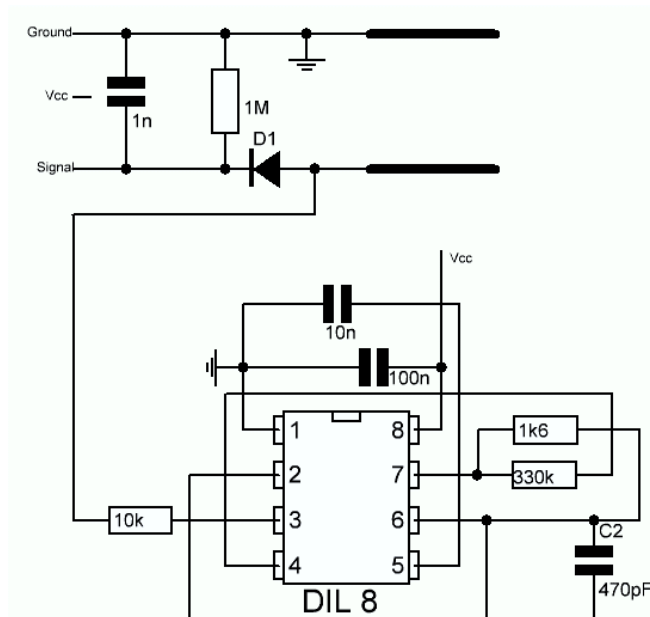 Ground
Vcc
1n
1M
D1
Signal
Vcc
10n
100n
1
8
1k6
2
7
330k
10k
3
6
C2
4
5
470pF
DIL 8